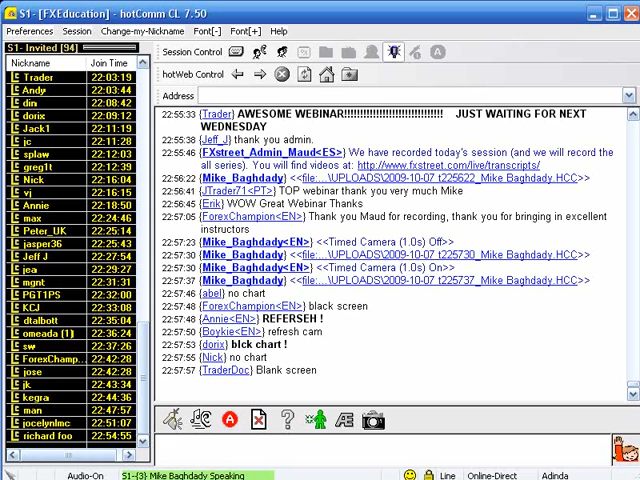 S1- [FXEducation] - hotComm CL 7.50
Preferences Session Change-my-Nickname Font[-] Font[+] Help
S1- Invited [94]
Session Control
Nickname Join Time
hotWeb Control
Address
Trader 22:03:19
Andy 22:03:44
din 22:08:42
dorix 22:09:12
Jack1 22:11:19
jc 22:11:28
splaw 22:12:03
greg1t 22:12:23
Nick 22:16:04
vj 22:16:15
Annie 22:18:50
max 22:24:46
Peter_UK 22:25:14
jasper36 22:25:43
Jeff J 22:27:54
jea 22:29:27
mgnt 22:31:31
PGT1PS 22:32:00
KCJ 22:33:08
dtalbott 22:35:04
omeada (1) 22:36:24
sw 22:37:26
ForexChamp... 22:42:28
jose 22:42:28
jk 22:43:34
kegra 22:44:36
man 22:47:57
jocelynlmc 22:51:07
richard foo 22:54:55
22:55:33 {Trader} AWESOME WEBINAR!!!!!!!!!!!!!!!!!!!!!!!!!!!!!!! JUST WAITING FOR NEXT
WEDNESDAY
22:55:38 {Jeff_J} thank you admin.
22:55:46 {FXstreet_Admin_Maud<ES>} We have recorded today's session (and we will record the
all series). You will find videos at: http://www.fxstreet.com/live/transcripts/
22:56:22 {Mike_Baghdady} <<file:...\UPLOADS\2009-10-07 t225622_Mike Baghdady.HCC>>
22:56:41 {JTrader71<PT>} TOP webinar thank you very much Mike
22:56:45 {Erik} WOW Great Webinar Thanks
22:57:05 {ForexChampion<EN>} Thank you Maud for recording, thank you for bringing in excellent
instructors
22:57:23 {Mike_Baghdady<EN>} <<Timed Camera (1.0s) Off>>
22:57:30 {Mike_Baghdady} <<file:...\UPLOADS\2009-10-07 t225730_Mike Baghdady.HCC>>
22:57:30 {Mike_Baghdady<EN>} <<Timed Camera (1.0s) On>>
22:57:37 {Mike_Baghdady} <<file:...\UPLOADS\2009-10-07 t225737_Mike Baghdady.HCC>>
22:57:46 {abel} no chart
22:57:48 {ForexChampion<EN>} black screen
22:57:48 {Annie<EN>} REFERSEH !
22:57:50 {Boykie<EN>} refresh cam
22:57:53 {dorix} blck chart !
22:57:55 {Nick} no chart
22:57:57 {TraderDoc} Blank screen
Audio-On S1-{3} Mike Baghdady Speaking Line Online-Direct Adinda